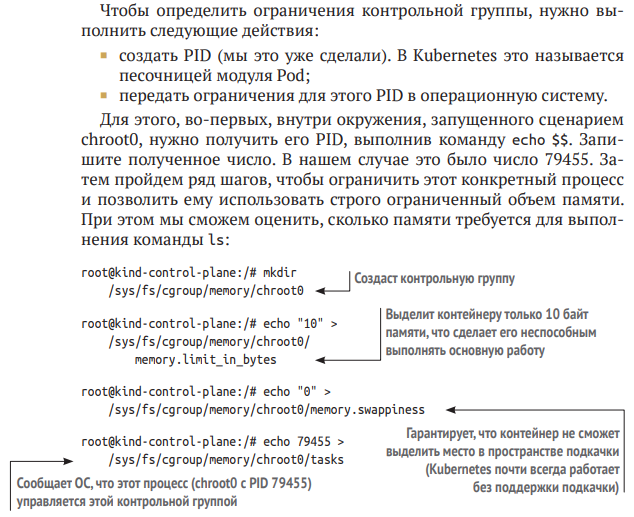 Чтобы определить ограничения контрольной группы, нужно вы-
полнить следующие действия:
создать PID (мы это уже сделали). В Kubernetes это называется
песочницей модуля Pod;
передать ограничения для этого PID в операционную систему.
Для этого, во-первых, внутри окружения, запущенного сценарием
chroot0, нужно получить его PID, выполнив команду echo $$. Запи-
шите полученное число. В нашем случае это было число 79455. За-
тем пройдем ряд шагов, чтобы ограничить этот конкретный процесс
и позволить ему использовать строго ограниченный объем памяти.
При этом мы сможем оценить, сколько памяти требуется для выпол-
нения команды ls:
root@kind-control-plane:/# mkdir
/sys/fs/cgroup/memory/chroot0
Создаст контрольную группу
root@kind-control-plane:/# echo "10" >
/sys/fs/cgroup/memory/chroot0/
memory.limit_in_bytes
Выделит контейнеру только 10 байт
памяти, что сделает его неспособным
выполнять основную работу
root@kind-control-plane:/# echo "0" >
/sys/fs/cgroup/memory/chroot0/memory.swappiness
root@kind-control-plane:/# echo 79455 >
/sys/fs/cgroup/memory/chroot0/tasks
Гарантирует, что контейнер не сможет
выделить место в пространстве подкачки
(Kubernetes почти всегда работает
без поддержки подкачки)
Сообщает ОС, что этот процесс (chroot0 с PID 79455)
управляется этой контрольной группой